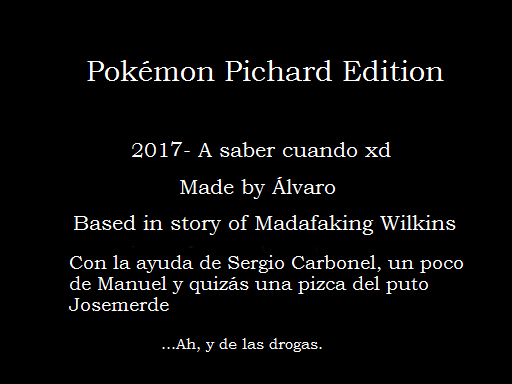 Pokémon Pichard Edition
2017- A saber cuando xd
Made by Álvaro
Based in story of Madafaking Wilkins
Con la ayuda de Sergio Carbonel, un poco
de Manuel y quizás una pizca del puto
Josemerde
...Ah, y de las drogas.